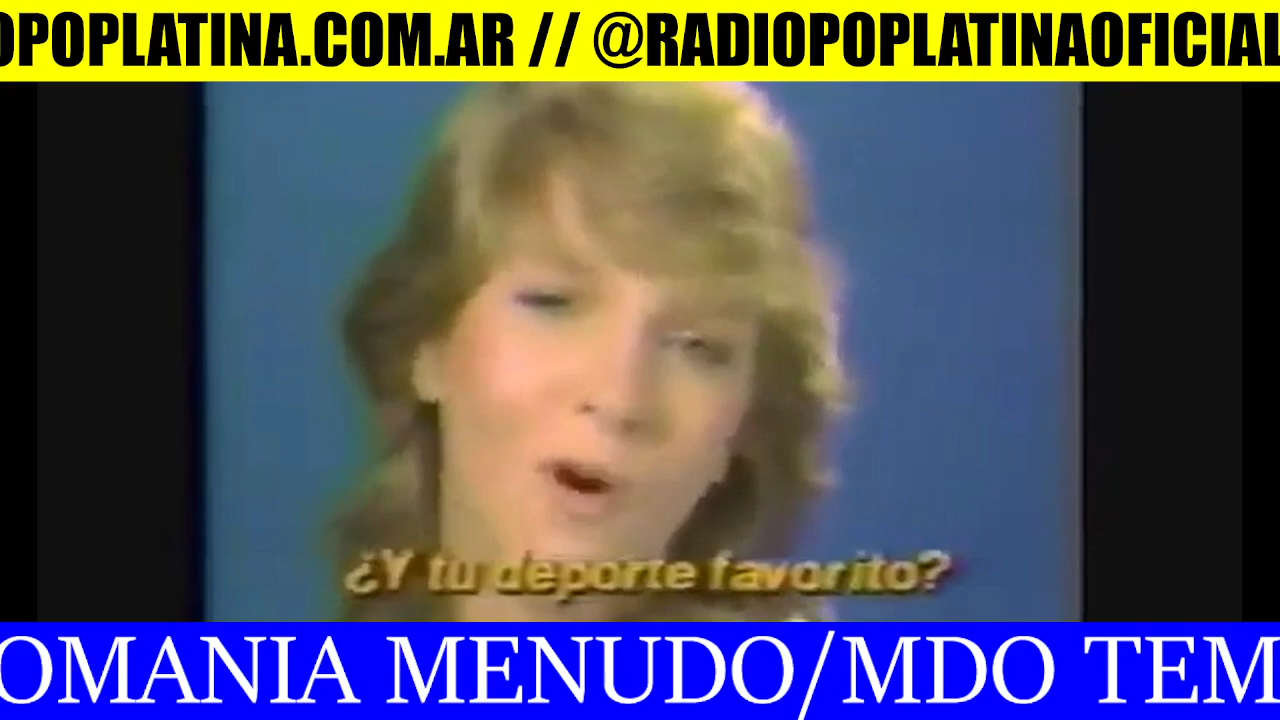 OPOPLATINA.COM.AR // @RADIOPOPLATINAOFICIAL
¿Y tu deporte favorito?
OMANIA MENUDO/MDO TEM